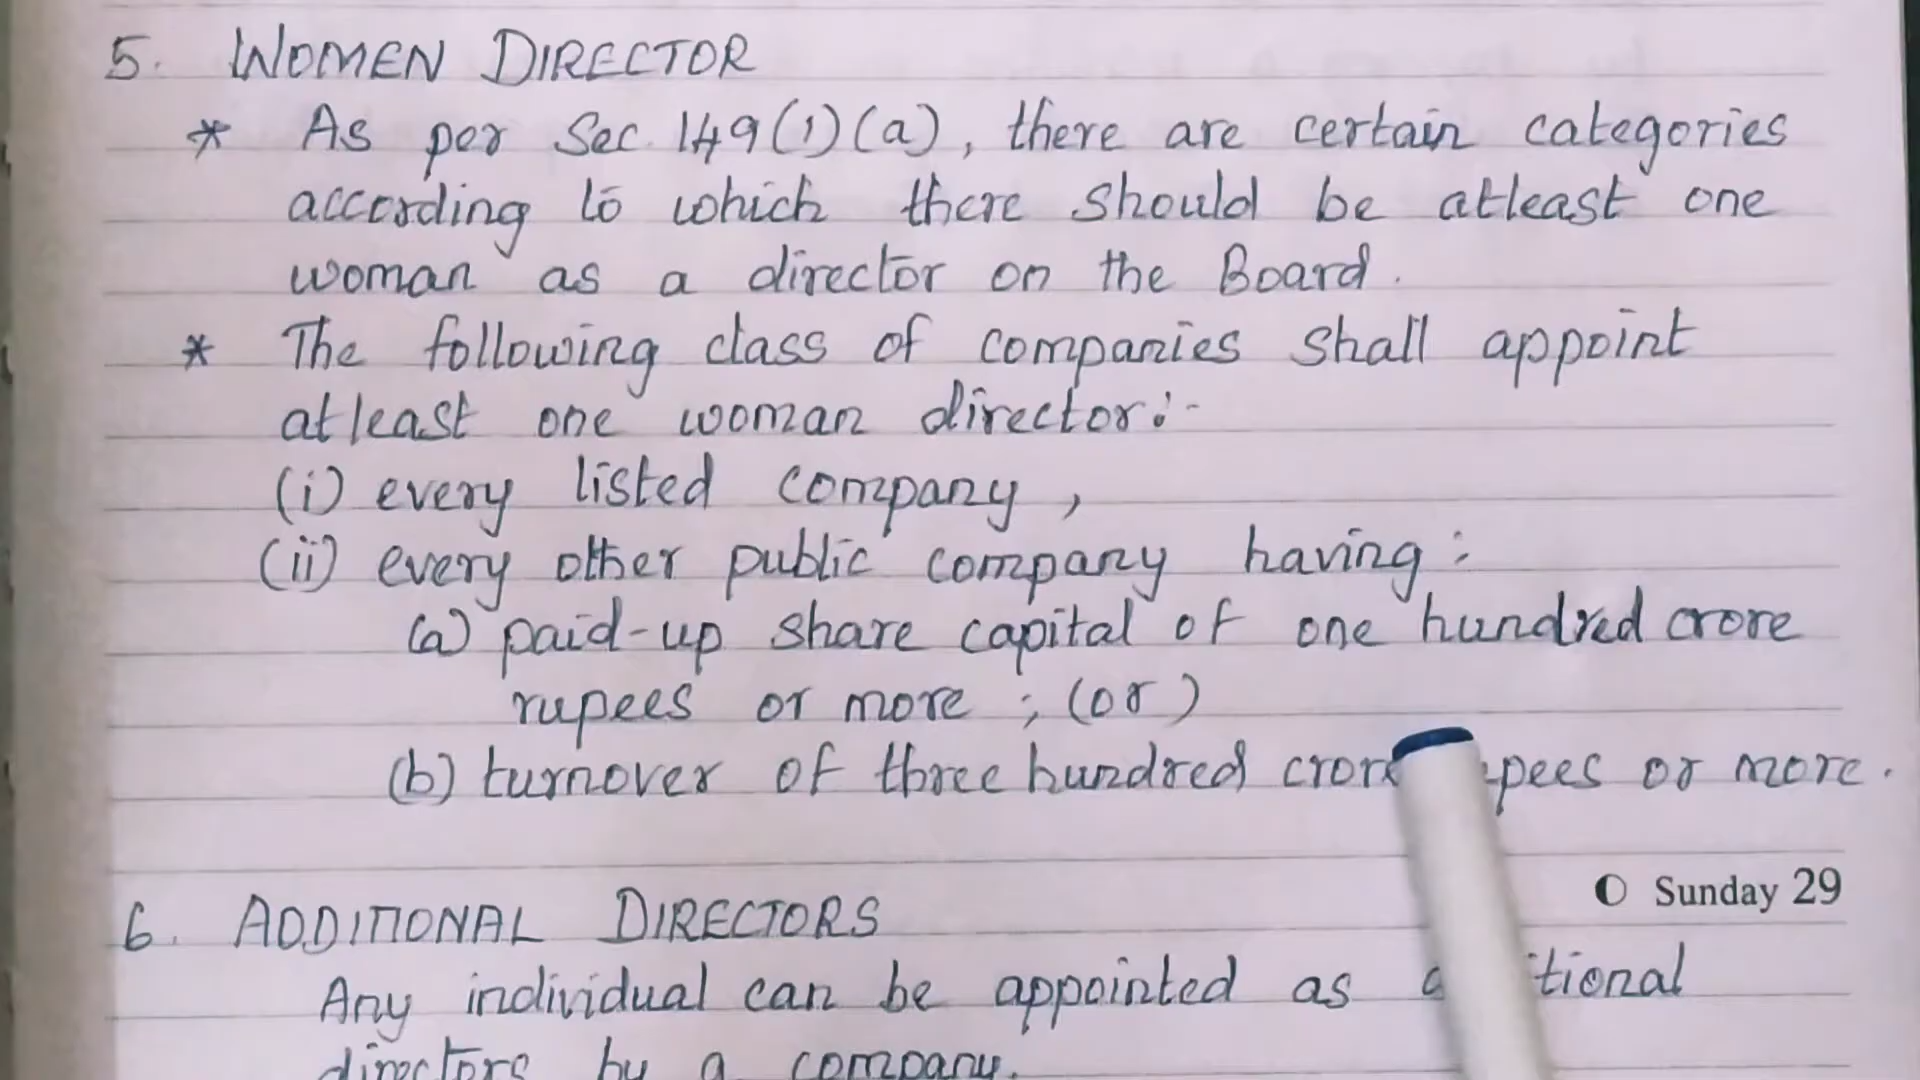 5. WOMEN DIRECTOR
* As per Sec. 149(1)(a), there are certain categories
according to which there should be atleast one
woman as a director on the Board.
* The following class of companies shall appoint
atleast one woman director:-
(i) every listed company,
(ii) every other public company having:
(a) paid-up share capital of one hundred crore
rupees or more; (or)
(b) turnover of three hundred or more.
Sunday 29
6. ADDITIONAL DIRECTORS
Any individual can be appointed as
directors by a company.